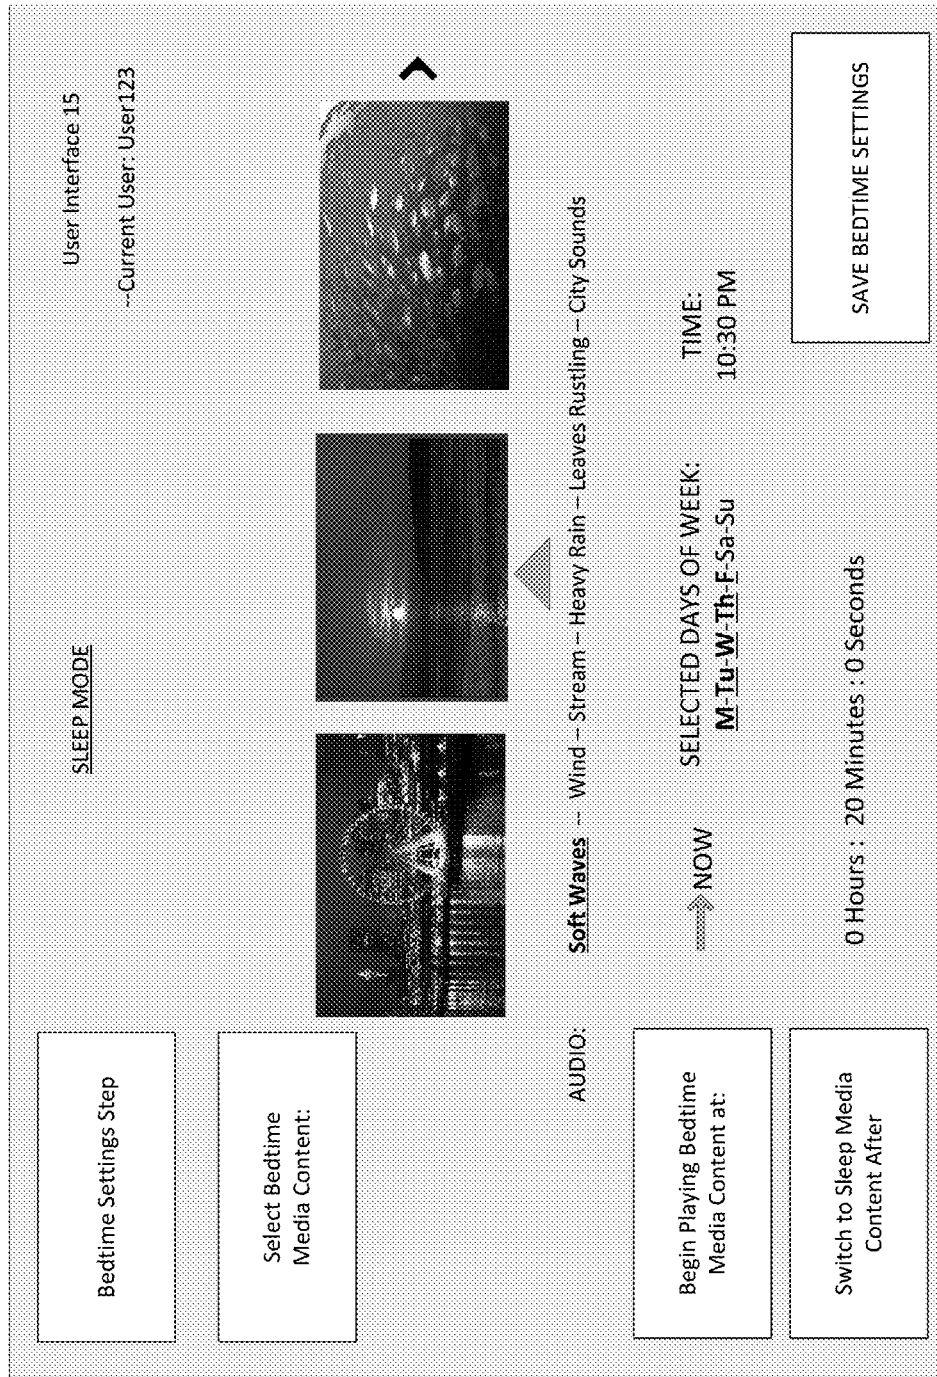 User Interface 15
SLEEP MODE
--Current User: User123
Bedtime Settings Step
Select Bedtime
Media Content:
AUDIO:
Soft Waves -- Wind – Stream – Heavy Rain – Leaves Rustling – City Sounds
Begin Playing Bedtime
Media Content at:
NOW
SELECTED DAYS OF WEEK:
M-Tu-W-Th-F-Sa-Su
TIME:
10:30 PM
Switch to Sleep Media
Content After
0 Hours : 20 Minutes : 0 Seconds
SAVE BEDTIME SETTINGS